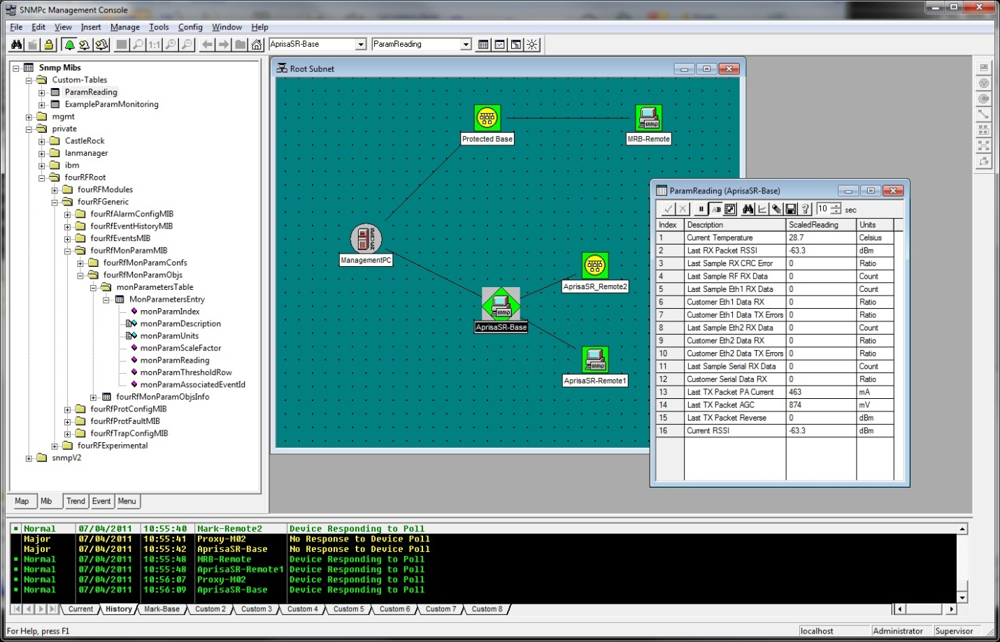 SNMPc Management Console
File Edit View Insert Manage Tools Config Window Help
1:1 AprisaSR-Base ParamReading
Snmp Mibs
Custom-Tables
ParamReading
ExampleParamMonitoring
mgmt
private
CastleRock
lanmanager
ibm
fourRFRoot
fourRFModules
fourRFGeneric
fourRfAlarmConfigMIB
fourRfEventHistoryMIB
fourRfEventsMIB
fourRfMonParamMIB
fourRfMonParamConfs
fourRfMonParamObjs
monParametersTable
MonParametersEntry
monParamIndex
monParamDescription
monParamUnits
monParamScaleFactor
monParamReading
monParamThresholdRow
monParamAssociatedEventId
fourRfMonParamObjsInfo
fourRfProtConfigMIB
fourRfProtFaultMIB
fourRfTrapConfigMIB
fourRFExperimental
snmpV2
Map Mib Trend Event Menu
Root Subnet
Protected Base
snmp
MRB-Remote
ManagementPC
AprisaSR_Remote2
snmp
AprisaSR-Base
snmp
AprisaSR-Remote1
ParamReading (AprisaSR-Base)
AB 10 sec
Index Description ScaledReading Units
1 Current Temperature 28.7 Celsius
2 Last RX Packet RSSI -63.3 dBm
3 Last Sample RX CRC Error 0 Ratio
4 Last Sample RF RX Data 0 Count
5 Last Sample Eth1 RX Data 0 Count
6 Customer Eth1 Data RX 0 Ratio
7 Customer Eth1 Data TX Errors 0 Ratio
8 Last Sample Eth2 RX Data 0 Count
9 Customer Eth2 Data RX 0 Ratio
10 Customer Eth2 Data TX Errors 0 Ratio
11 Last Sample Serial RX Data 0 Count
12 Customer Serial Data RX 0 Ratio
13 Last TX Packet PA Current 463 mA
14 Last TX Packet AGC 874 mV
15 Last TX Packet Reverse 0 dBm
16 Current RSSI -63.3 dBm
Normal 07/04/2011 10:55:40 Mark-Remote2 Device Responding to Poll
Major 07/04/2011 10:55:41 Proxy-M02 No Response to Device Poll
Major 07/04/2011 10:55:42 AprisaSR-Base No Response to Device Poll
Normal 07/04/2011 10:55:48 MRB-Remote Device Responding to Poll
Normal 07/04/2011 10:55:48 AprisaSR-Remote1 Device Responding to Poll
Normal 07/04/2011 10:56:07 Proxy-M02 Device Responding to Poll
Normal 07/04/2011 10:56:09 AprisaSR-Base Device Responding to Poll
Current History Mark-Base Custom 2 Custom 3 Custom 4 Custom 5 Custom 6 Custom 7 Custom 8
For Help, press F1 localhost Administrator Supervisor